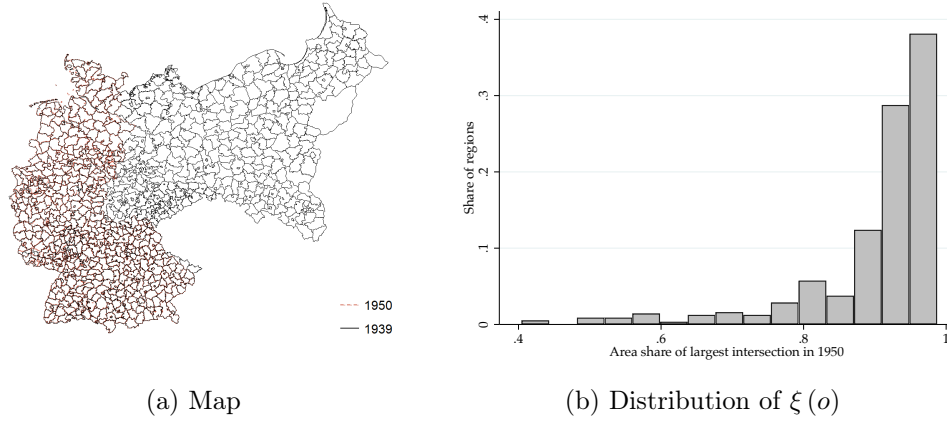 1950
1939
(a) Map
Share of regions
.4
.3
.2
.1
0
.4
.6
.8
1
Area share of largest intersection in 1950
(b) Distribution of ξ (o)